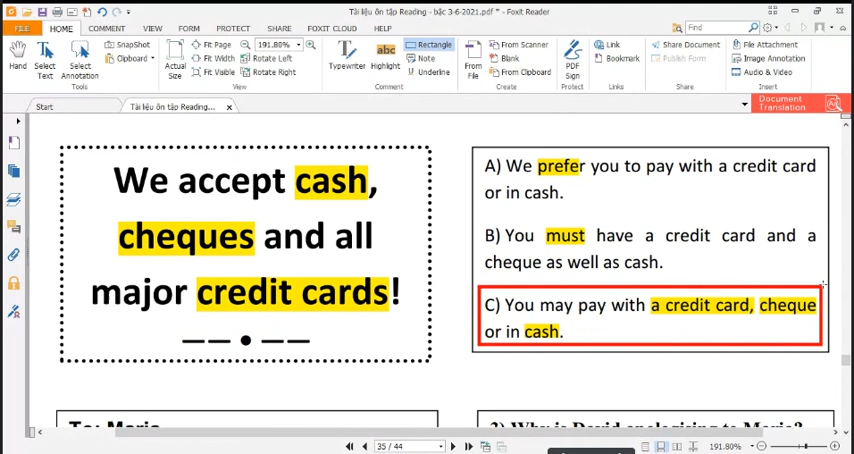 Tài liệu ôn tập Reading - bậc 3-6-2021.pdf * - Foxit Reader
FILE HOME COMMENT VIEW FORM PROTECT SHARE FOXIT CLOUD HELP
Find
Hand
Select Text
Select Annotation
SnapShot
Clipboard
Tools
Actual Size
Fit Page
Fit Width
Fit Visible
191.80%
Rotate Left
Rotate Right
View
Typewriter
Highlight
Rectangle
Note
Underline
Comment
From File
From Scanner
Blank
From Clipboard
Create
PDF Sign
Protect
Link
Bookmark
Links
Share Document
Publish Form
Share
File Attachment
Image Annotation
Audio & Video
Insert
Start
Tài liệu ôn tập Reading...
Document Translation
We accept cash,
cheques and all
major credit cards!
A) We prefer you to pay with a credit card
or in cash.
B) You must have a credit card and a
cheque as well as cash.
C) You may pay with a credit card, cheque
or in cash.
To: Maria
2) Why is David apologising to Maria?
35 / 44
191.80%